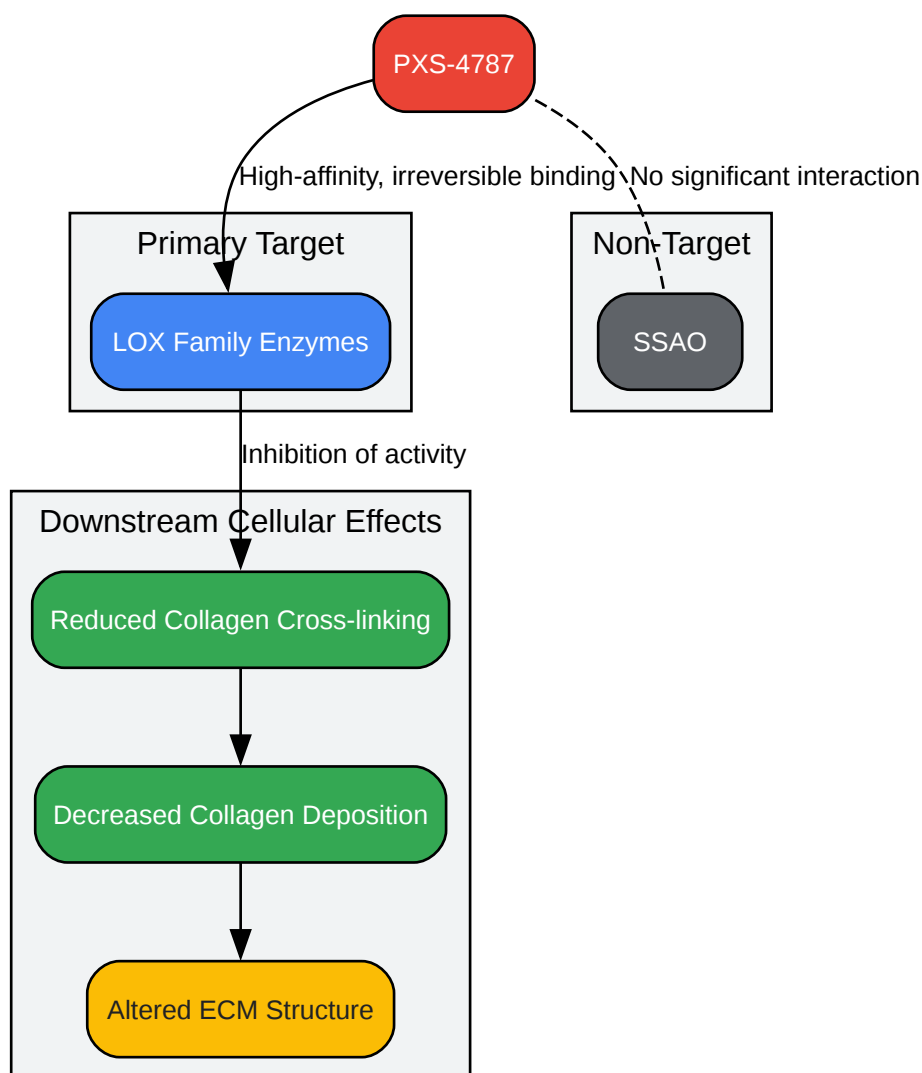 PXS-4787
High-affinity, irreversible binding
No significant interaction
Primary Target
Non-Target
LOX Family Enzymes
SSAO
Inhibition of activity
Downstream Cellular Effects
Reduced Collagen Cross-linking
Decreased Collagen Deposition
Altered ECM Structure